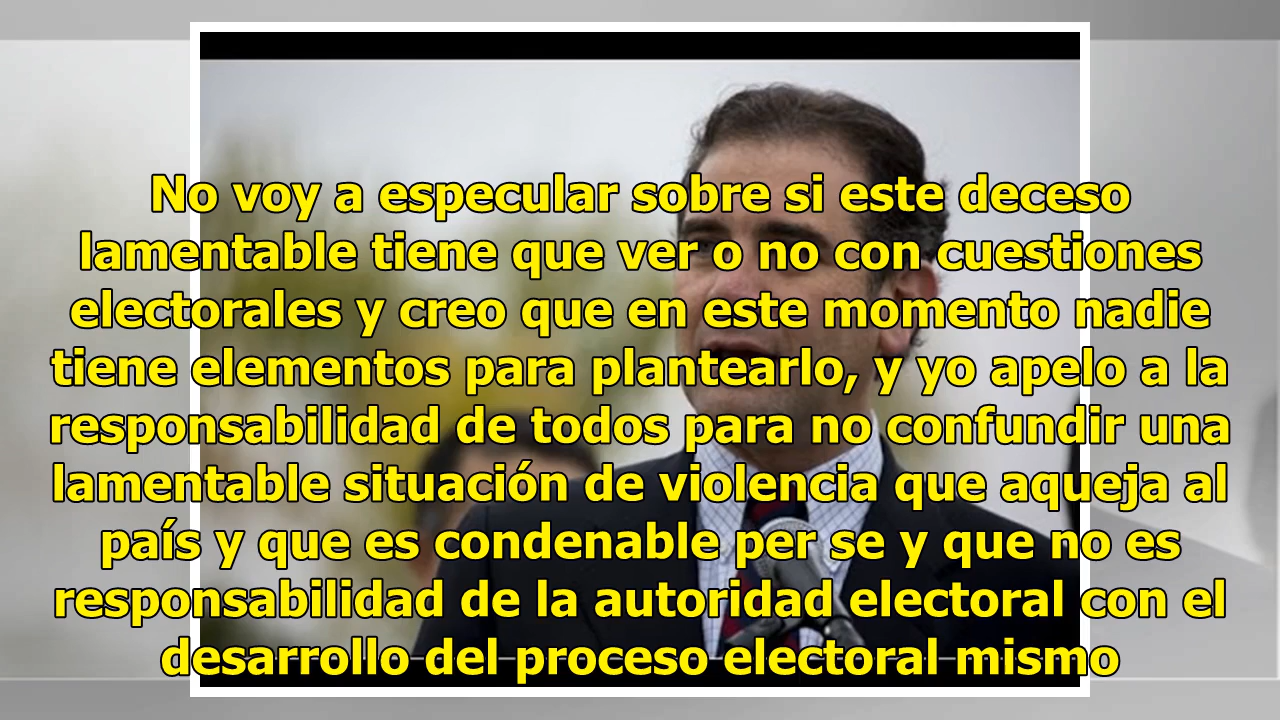 No voy a especular sobre si este deceso
lamentable tiene que ver o no con cuestiones
electorales y creo que en este momento nadie
tiene elementos para plantearlo, y yo apelo a la
responsabilidad de todos para no confundir una
lamentable situación de violencia que aqueja al
país y que es condenable per se y que no es
responsabilidad de la autoridad electoral con el
desarrollo del proceso electoral mismo